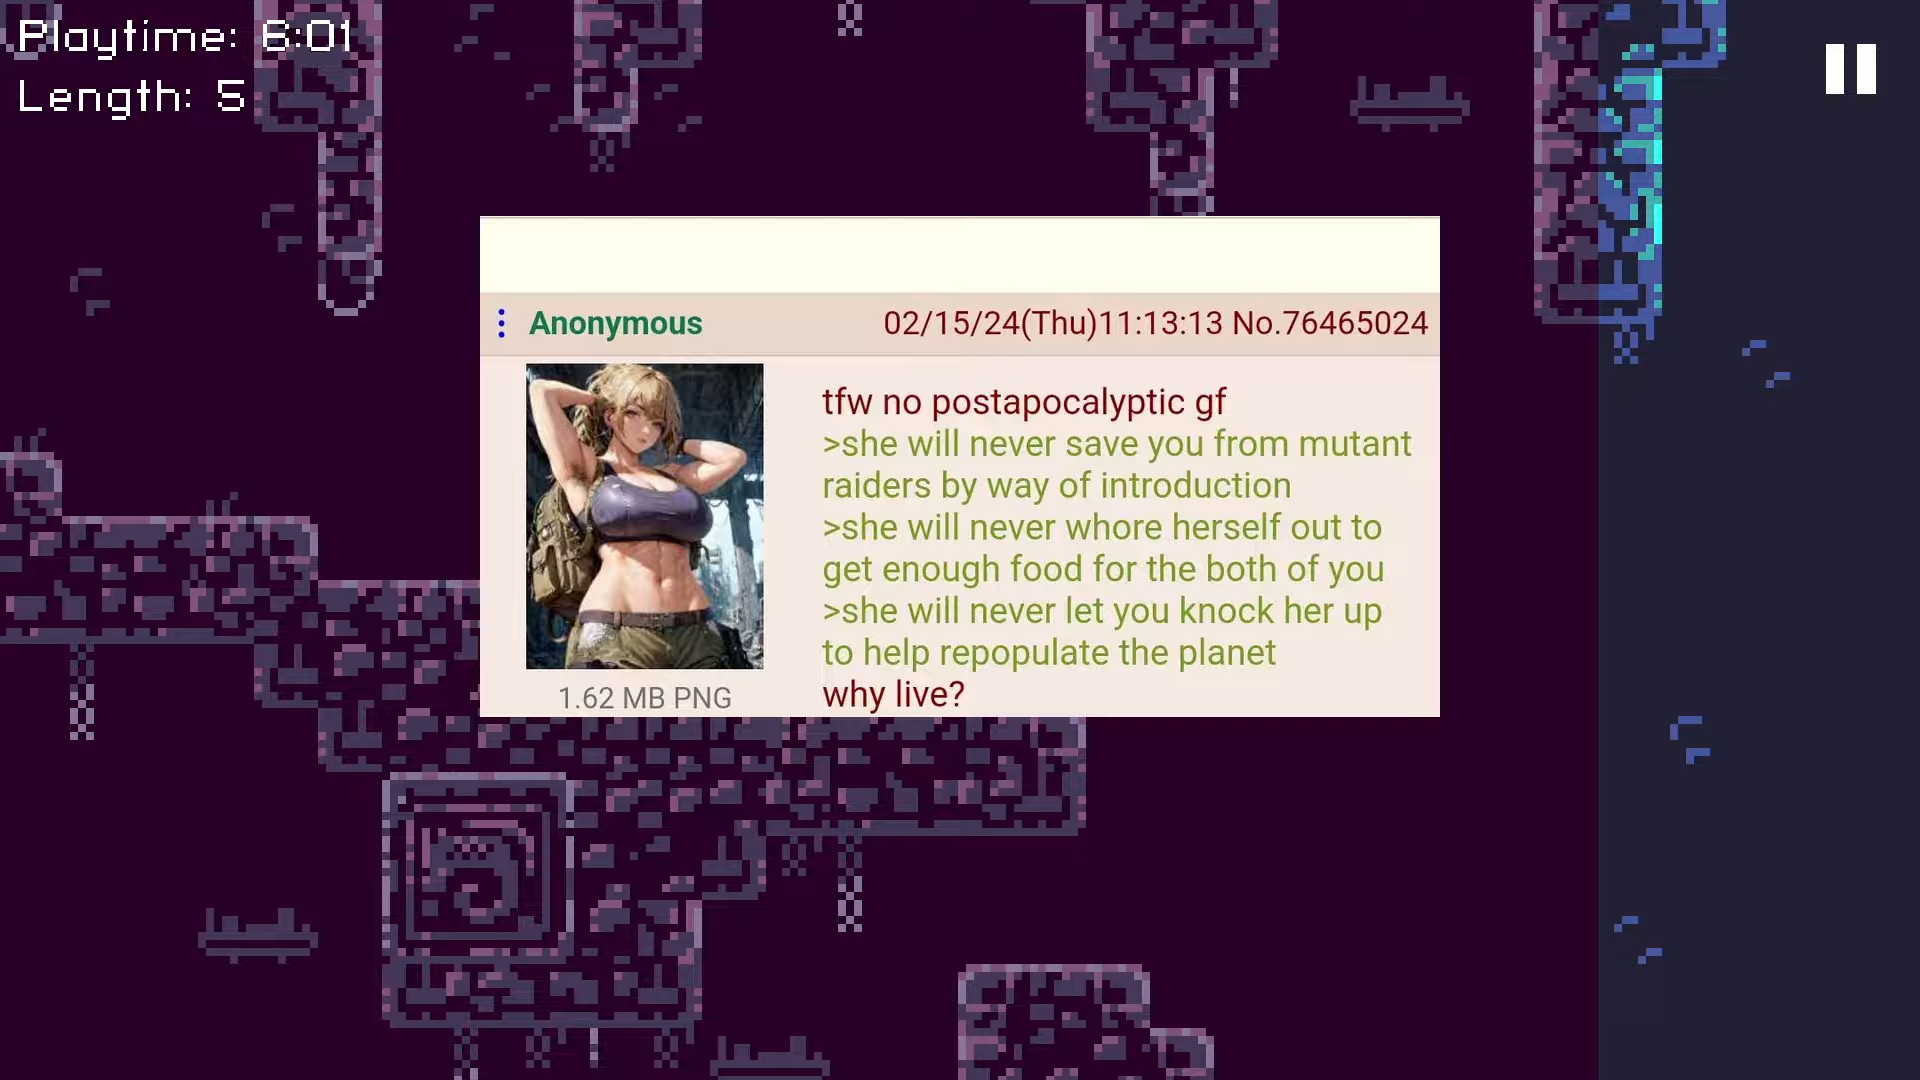 Playtime: 6:01
Length: 5
Anonymous 02/15/24(Thu)11:13:13 No.76465024
tfw no postapocalyptic gf
>she will never save you from mutant
raiders by way of introduction
>she will never whore herself out to
get enough food for the both of you
>she will never let you knock her up
to help repopulate the planet
why live?
1.62 MB PNG